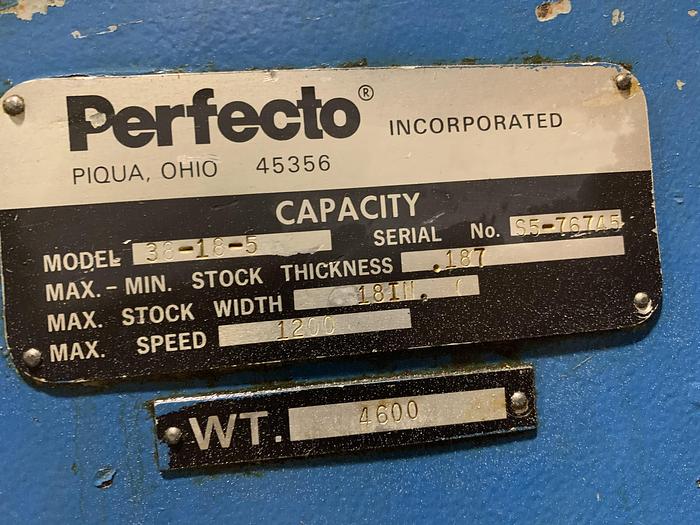 Perfecto® INCORPORATED
PIQUA, OHIO 45356
CAPACITY
MODEL 38-18-5 SERIAL No. S5-76745
MAX. - MIN. STOCK THICKNESS .187
MAX. STOCK WIDTH 18IN.
MAX. SPEED 1200
WT. 4600